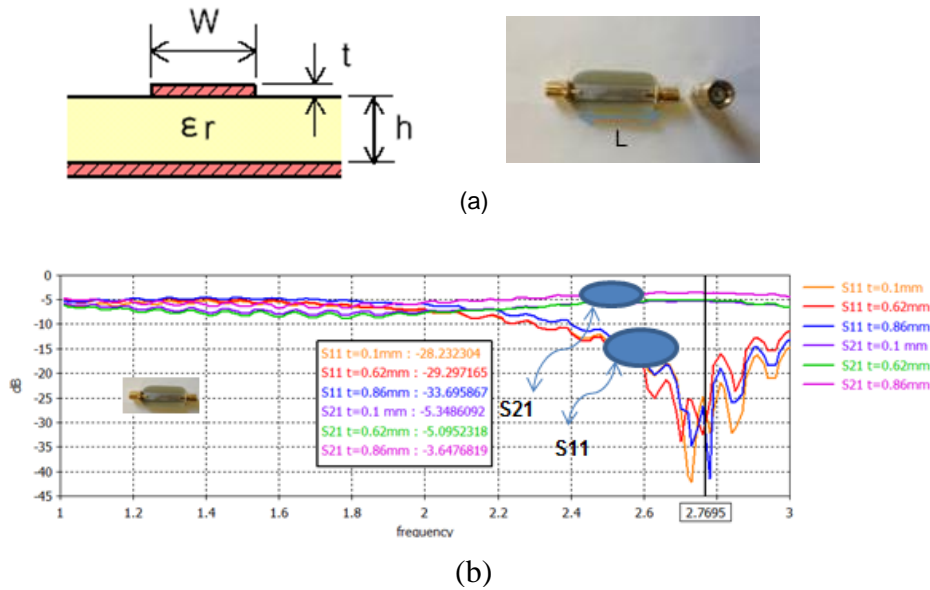 W
t
εr
h
L
(a)
0
-5
-10
-15
-20
-25
-30
-35
-40
-45
dB
S11 t=0.1mm : -28.232304
S11 t=0.62mm : -29.297165
S11 t=0.86mm : -33.695867
S21 t=0.1 mm : -5.3486092
S21 t=0.62mm : -5.0952318
S21 t=0.86mm : -3.6476819
S21
S11
S11 t=0.1mm
S11 t=0.62mm
S11 t=0.86mm
S21 t=0.1 mm
S21 t=0.62mm
S21 t=0.86mm
1 1.2 1.4 1.6 1.8 2 2.2 2.4 2.6 2.7695 3
frequency
(b)